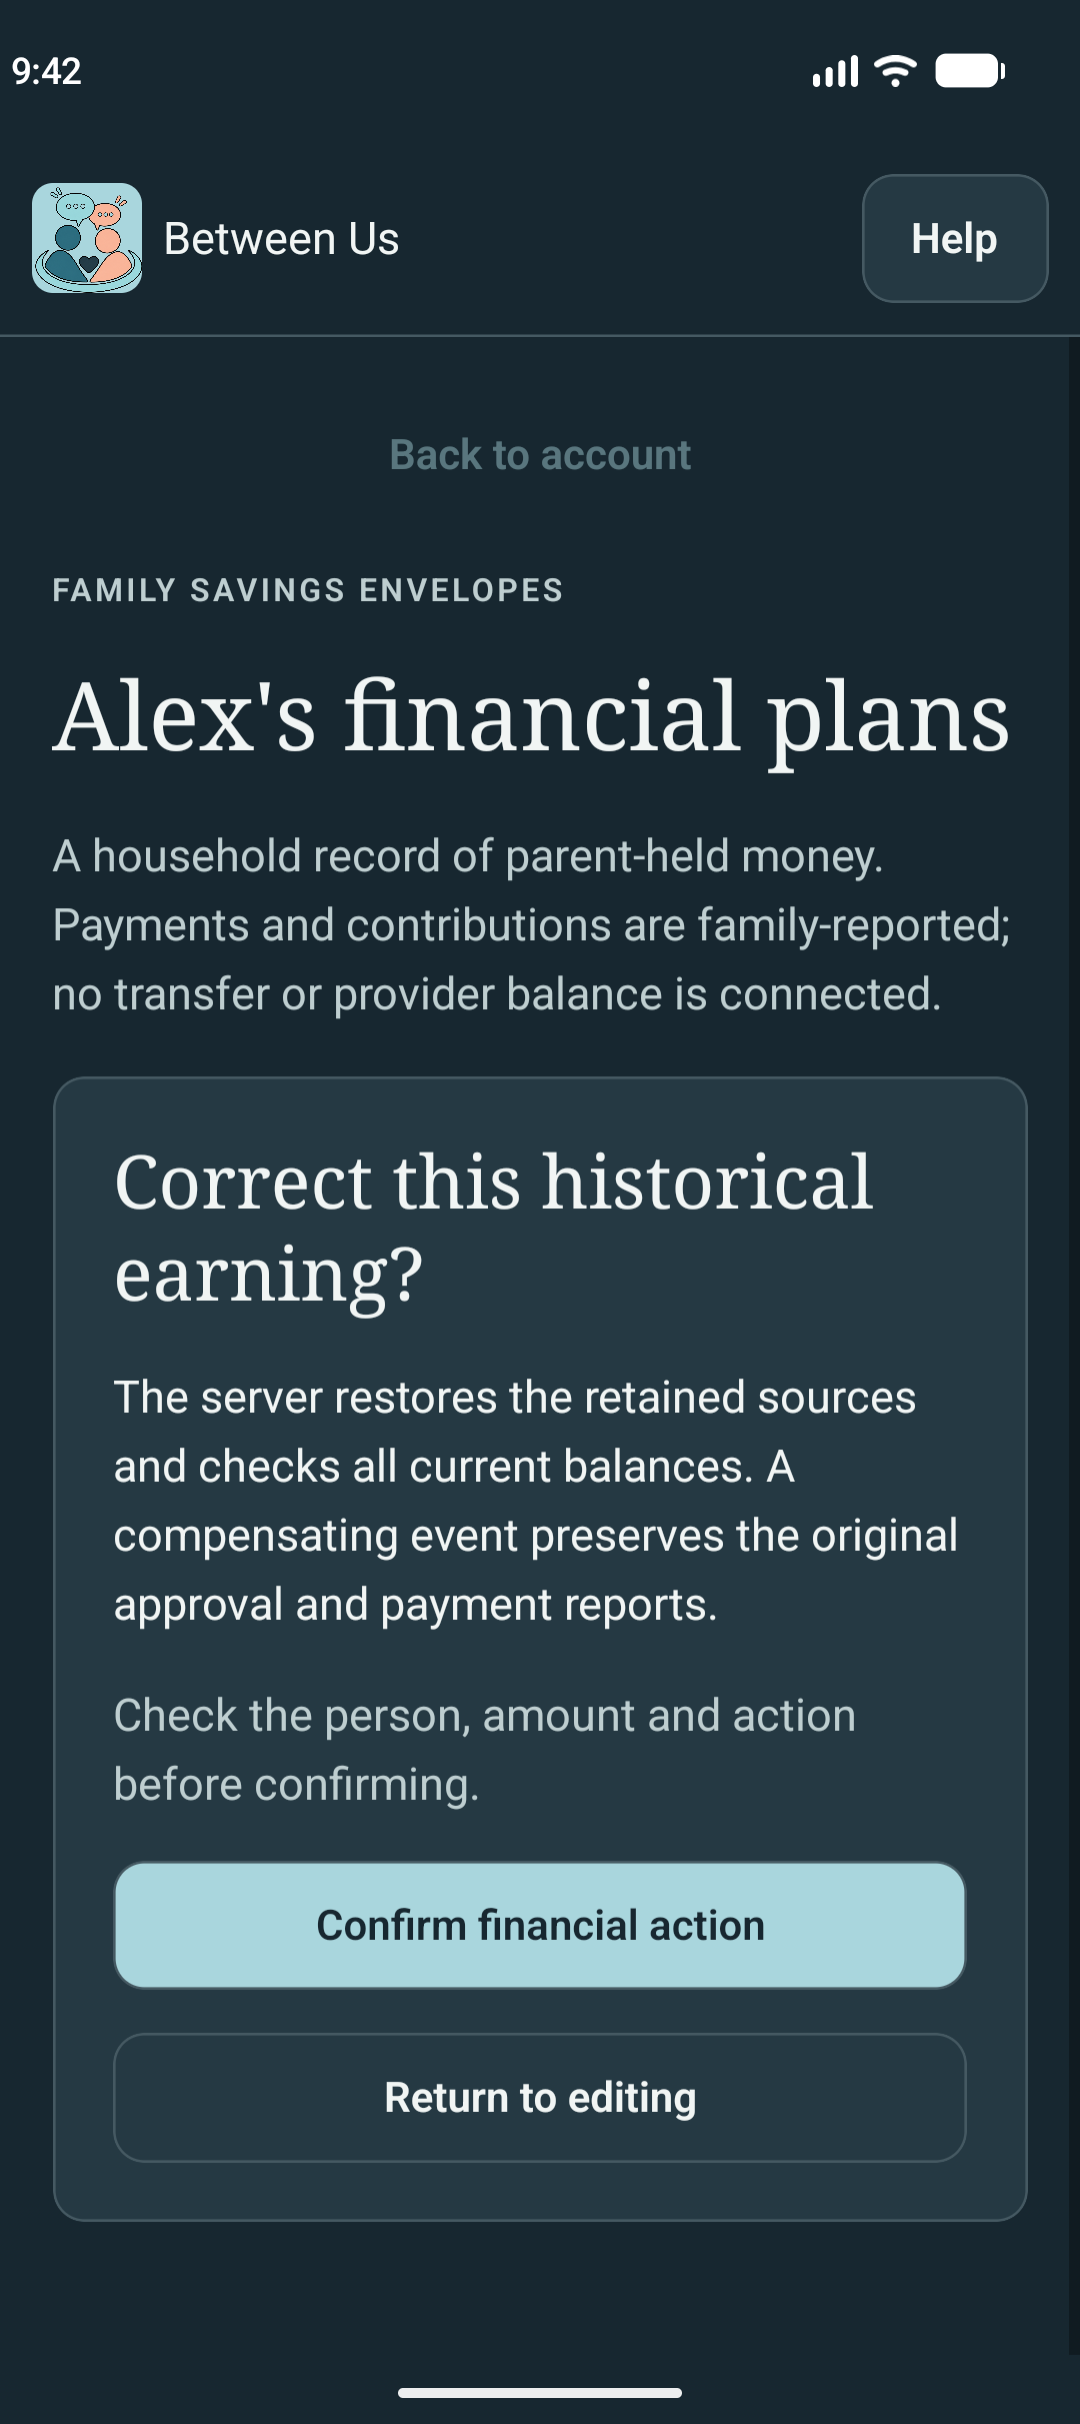 9:42
Between Us
Help
Back to account
FAMILY SAVINGS ENVELOPES
Alex's financial plans
A household record of parent-held money.
Payments and contributions are family-reported;
no transfer or provider balance is connected.
Correct this historical
earning?
The server restores the retained sources
and checks all current balances. A
compensating event preserves the original
approval and payment reports.
Check the person, amount and action
before confirming.
Confirm financial action
Return to editing